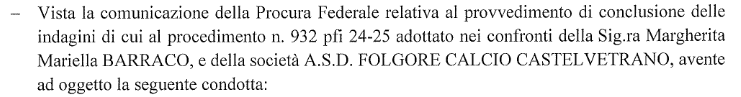 – Vista la comunicazione della Procura Federale relativa al provvedimento di conclusione delle
indagini di cui al procedimento n. 932 pfi 24-25 adottato nei confronti della Sig.ra Margherita
Mariella BARRACO, e della società A.S.D. FOLGORE CALCIO CASTELVETRANO, avente
ad oggetto la seguente condotta: